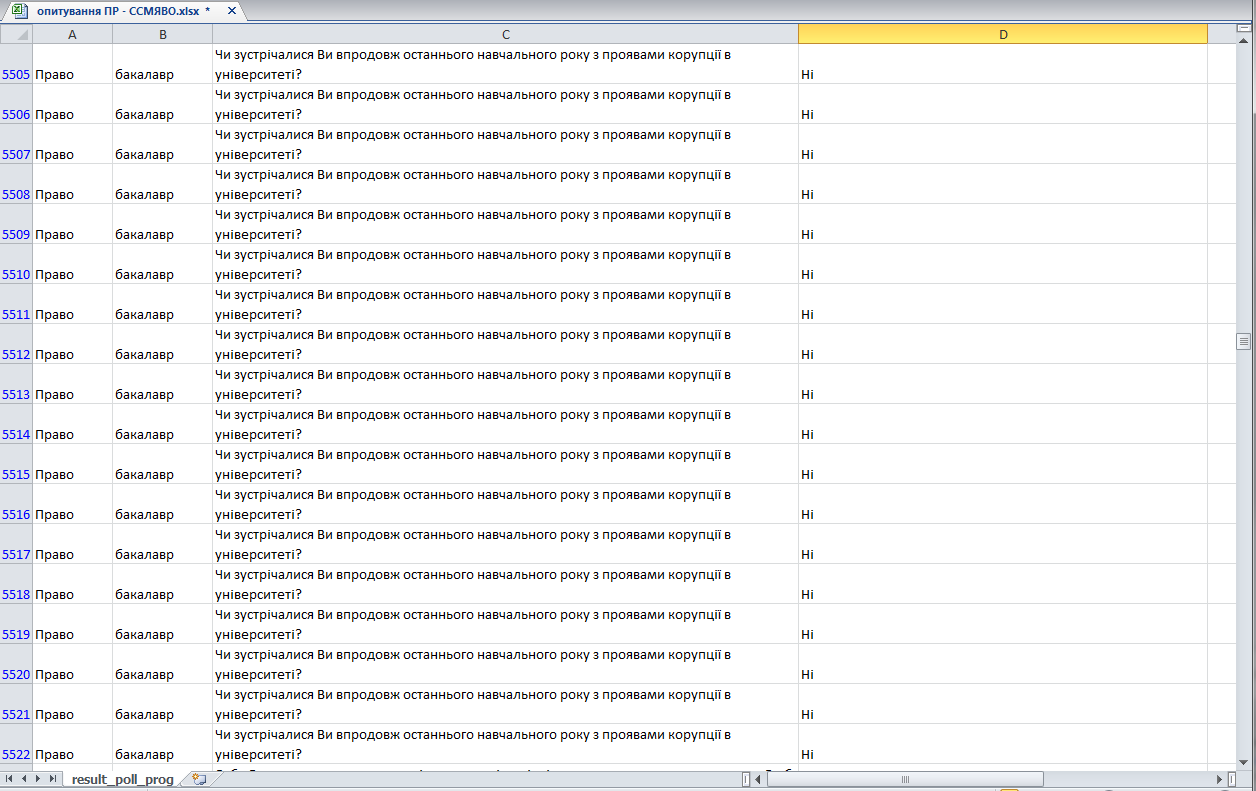 опитування ПР - ССМЯВО.xlsx *
A B C D
Чи зустрічалися Ви впродовж останнього навчального року з проявами корупції в
5505 Право бакалавр університеті? Ні
Чи зустрічалися Ви впродовж останнього навчального року з проявами корупції в
5506 Право бакалавр університеті? Ні
Чи зустрічалися Ви впродовж останнього навчального року з проявами корупції в
5507 Право бакалавр університеті? Ні
Чи зустрічалися Ви впродовж останнього навчального року з проявами корупції в
5508 Право бакалавр університеті? Ні
Чи зустрічалися Ви впродовж останнього навчального року з проявами корупції в
5509 Право бакалавр університеті? Ні
Чи зустрічалися Ви впродовж останнього навчального року з проявами корупції в
5510 Право бакалавр університеті? Ні
Чи зустрічалися Ви впродовж останнього навчального року з проявами корупції в
5511 Право бакалавр університеті? Ні
Чи зустрічалися Ви впродовж останнього навчального року з проявами корупції в
5512 Право бакалавр університеті? Ні
Чи зустрічалися Ви впродовж останнього навчального року з проявами корупції в
5513 Право бакалавр університеті? Ні
Чи зустрічалися Ви впродовж останнього навчального року з проявами корупції в
5514 Право бакалавр університеті? Ні
Чи зустрічалися Ви впродовж останнього навчального року з проявами корупції в
5515 Право бакалавр університеті? Ні
Чи зустрічалися Ви впродовж останнього навчального року з проявами корупції в
5516 Право бакалавр університеті? Ні
Чи зустрічалися Ви впродовж останнього навчального року з проявами корупції в
5517 Право бакалавр університеті? Ні
Чи зустрічалися Ви впродовж останнього навчального року з проявами корупції в
5518 Право бакалавр університеті? Ні
Чи зустрічалися Ви впродовж останнього навчального року з проявами корупції в
5519 Право бакалавр університеті? Ні
Чи зустрічалися Ви впродовж останнього навчального року з проявами корупції в
5520 Право бакалавр університеті? Ні
Чи зустрічалися Ви впродовж останнього навчального року з проявами корупції в
5521 Право бакалавр університеті? Ні
Чи зустрічалися Ви впродовж останнього навчального року з проявами корупції в
5522 Право бакалавр університеті? Ні
result_poll_prog